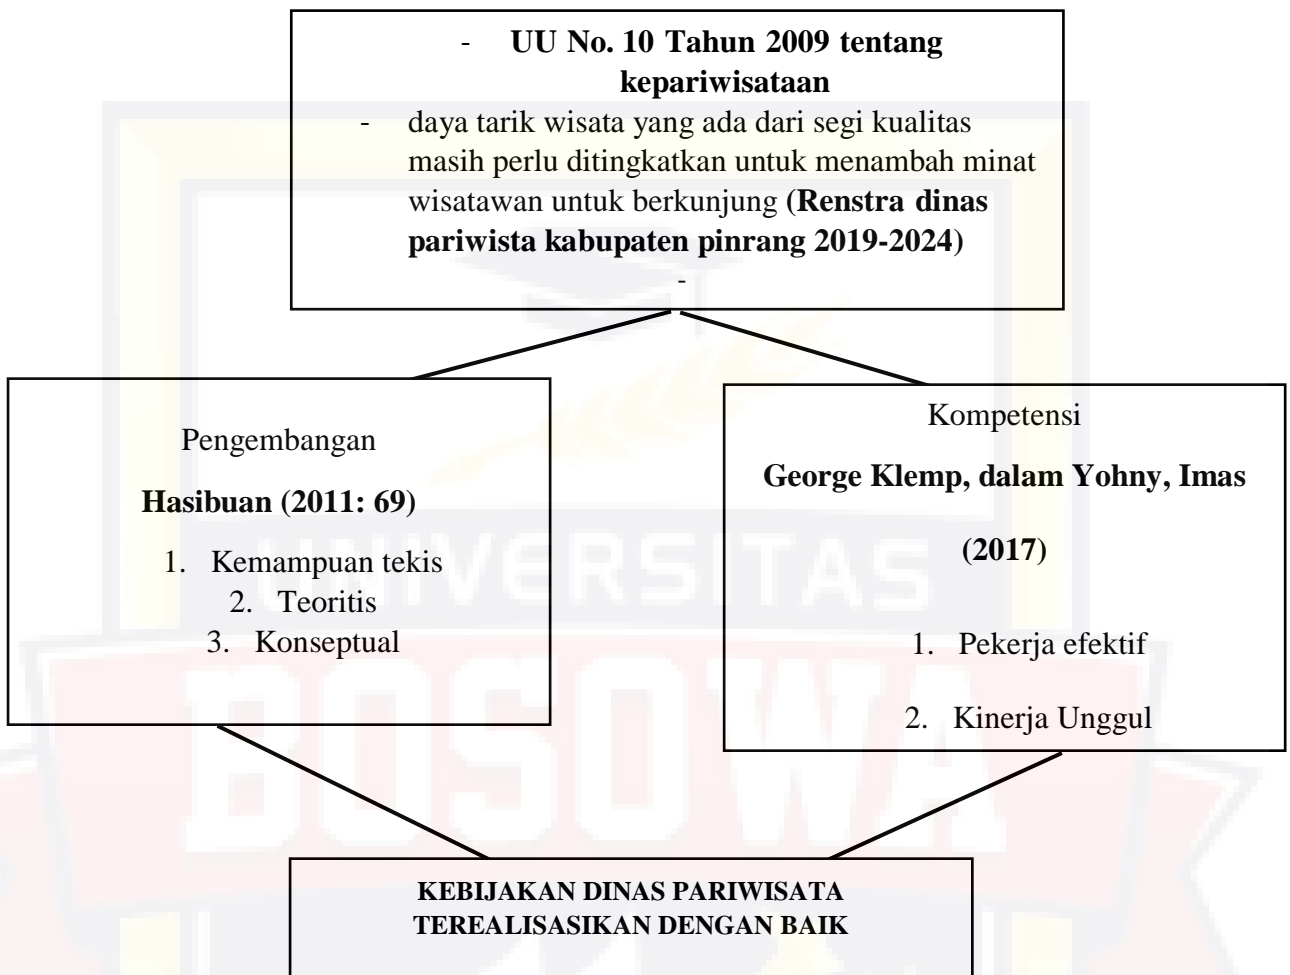 - UU No. 10 Tahun 2009 tentang
kepariwisataan
- daya tarik wisata yang ada dari segi kualitas
masih perlu ditingkatkan untuk menambah minat
wisatawan untuk berkunjung (Renstra dinas
pariwista kabupaten pinrang 2019-2024)
-
Pengembangan
Hasibuan (2011: 69)
1. Kemampuan tekis
2. Teoritis
3. Konseptual
Kompetensi
George Klemp, dalam Yohny, Imas
(2017)
1. Pekerja efektif
2. Kinerja Unggul
KEBIJAKAN DINAS PARIWISATA
TEREALISASIKAN DENGAN BAIK
UNIVERSITAS
BOSOWA